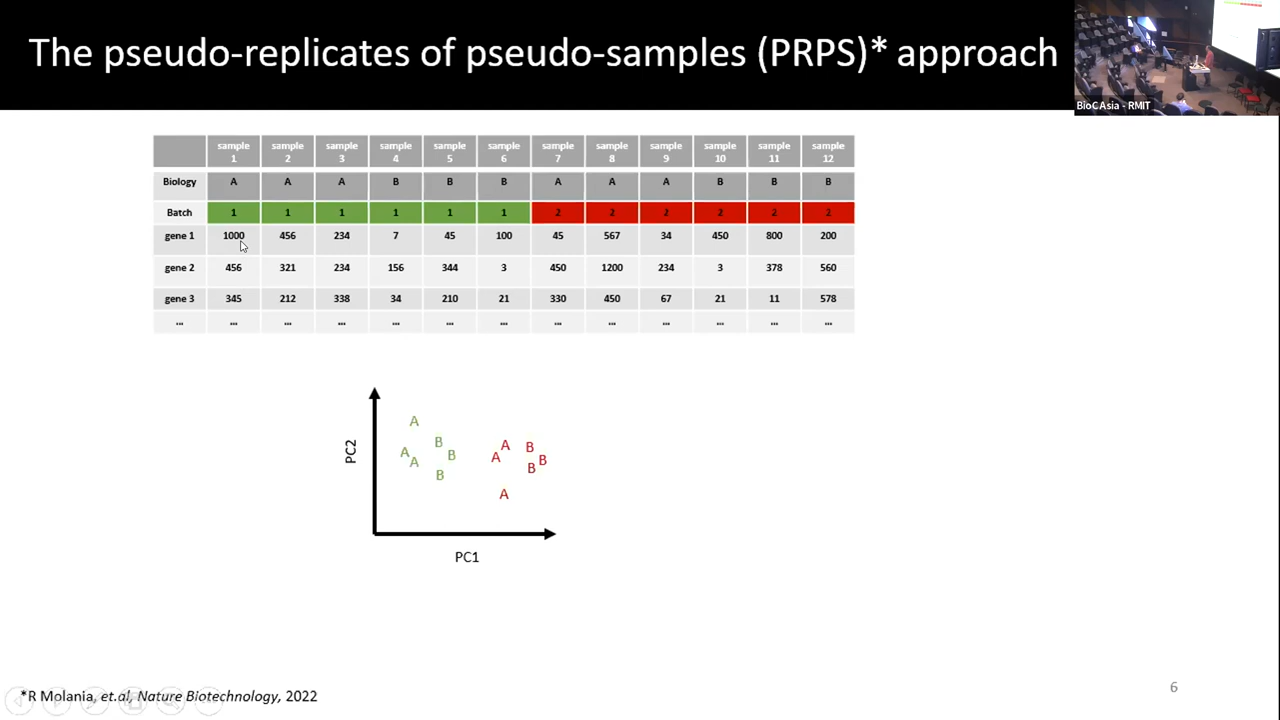 The pseudo-replicates of pseudo-samples (PRPS)* approach
BioCAsia - RMIT
sample 1 sample 2 sample 3 sample 4 sample 5 sample 6 sample 7 sample 8 sample 9 sample 10 sample 11 sample 12
Biology A A A B B B A A A B B B
Batch 1 1 1 1 1 1 2 2 2 2 2 2
gene 1 1000 456 234 7 45 100 45 567 34 450 800 200
gene 2 456 321 234 156 344 3 450 1200 234 3 378 560
gene 3 345 212 338 34 210 21 330 450 67 21 11 578
... ... ... ... ... ... ... ... ... ... ... ... ...
A
B A B
A B A B
A B
B
A
PC2
PC1
*R Molania, et.al, Nature Biotechnology, 2022
6